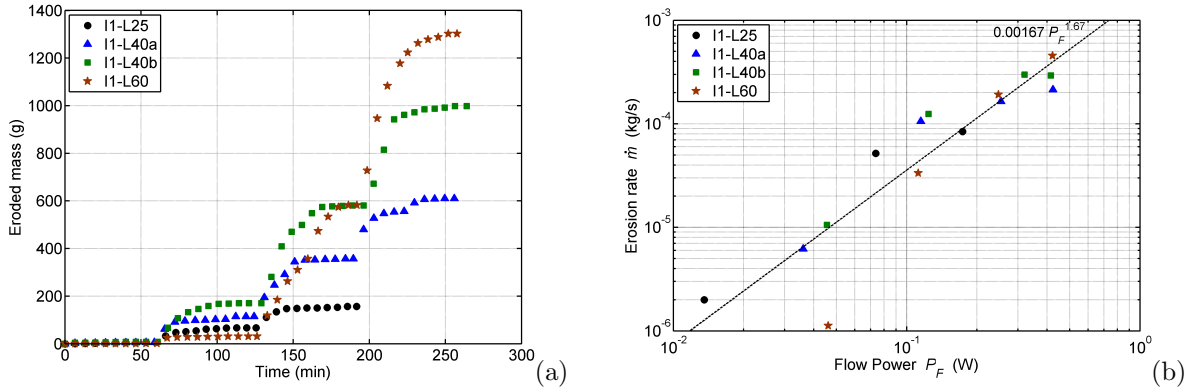 1400
1200
1000
800
600
400
200
0
0
50
100
150
200
250
300
Eroded mass (g)
Time (min)
I1-L25
I1-L40a
I1-L40b
I1-L60
(a)
10^-3
10^-4
10^-5
10^-6
10^-2
10^-1
10^0
Erosion rate ṁ (kg/s)
Flow Power P_F (W)
I1-L25
I1-L40a
I1-L40b
I1-L60
0.00167 P_F^1.67
(b)